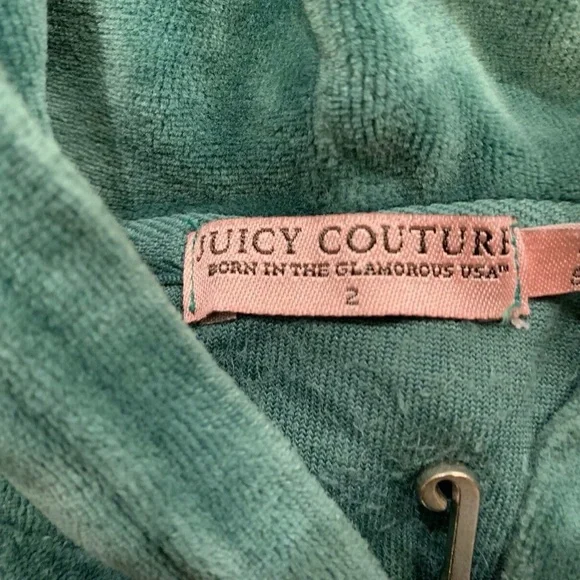 JUICY COUTURE
BORN IN THE GLAMOROUS USA™
2